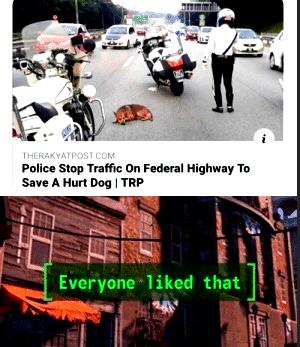 i
THERAKYATPOST.COM
Police Stop Traffic On Federal Highway To
Save A Hurt Dog | TRP
[Everyone liked that]